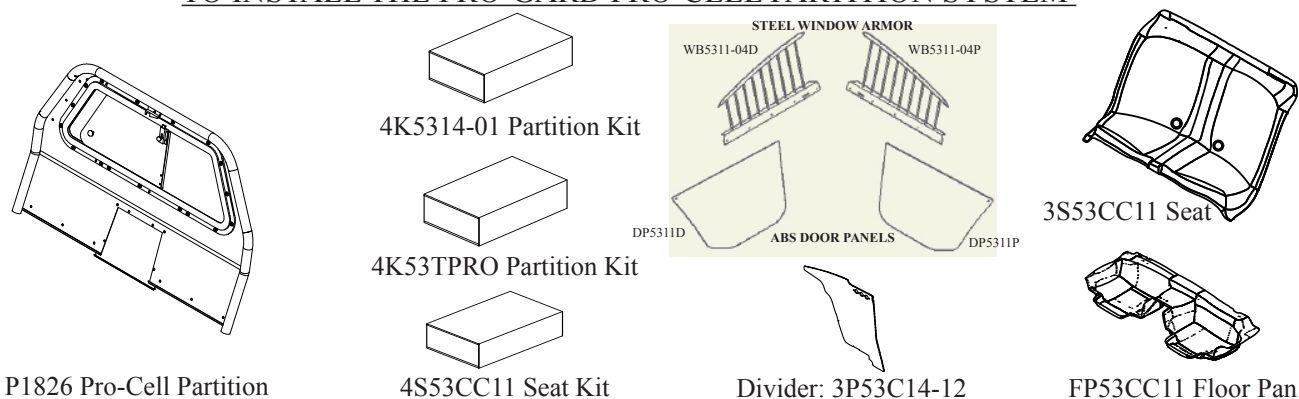 TO INSTALL THE PRO-GARD PRO-CELL PARTITION SYSTEM
STEEL WINDOW ARMOR
WB5311-04D
WB5311-04P
4K5314-01 Partition Kit
3S53CC11 Seat
DP5311D
ABS DOOR PANELS
DP5311P
4K53TPRO Partition Kit
P1826 Pro-Cell Partition
4S53CC11 Seat Kit
Divider: 3P53C14-12
FP53CC11 Floor Pan